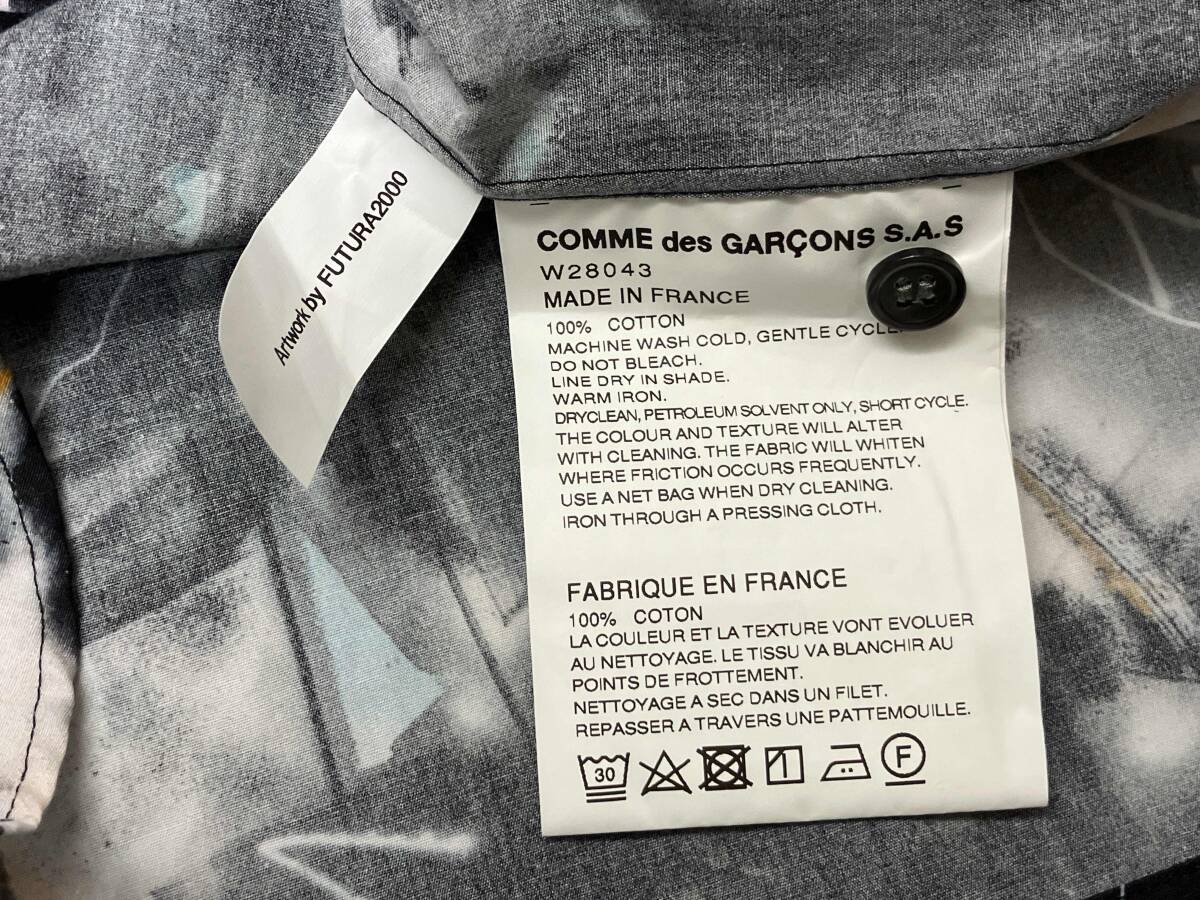 Artwork by FUTURA2000
COMME des GARÇONS S.A.S
W28043
MADE IN FRANCE
100% COTTON
MACHINE WASH COLD, GENTLE CYCLE.
DO NOT BLEACH.
LINE DRY IN SHADE.
WARM IRON.
DRYCLEAN, PETROLEUM SOLVENT ONLY, SHORT CYCLE.
THE COLOUR AND TEXTURE WILL ALTER
WITH CLEANING. THE FABRIC WILL WHITEN
WHERE FRICTION OCCURS FREQUENTLY.
USE A NET BAG WHEN DRY CLEANING.
IRON THROUGH A PRESSING CLOTH.
FABRIQUE EN FRANCE
100% COTON
LA COULEUR ET LA TEXTURE VONT EVOLUER
AU NETTOYAGE. LE TISSU VA BLANCHIR AU
POINTS DE FROTTEMENT.
NETTOYAGE A SEC DANS UN FILET.
REPASSER A TRAVERS UNE PATTEMOUILLE.
30 F